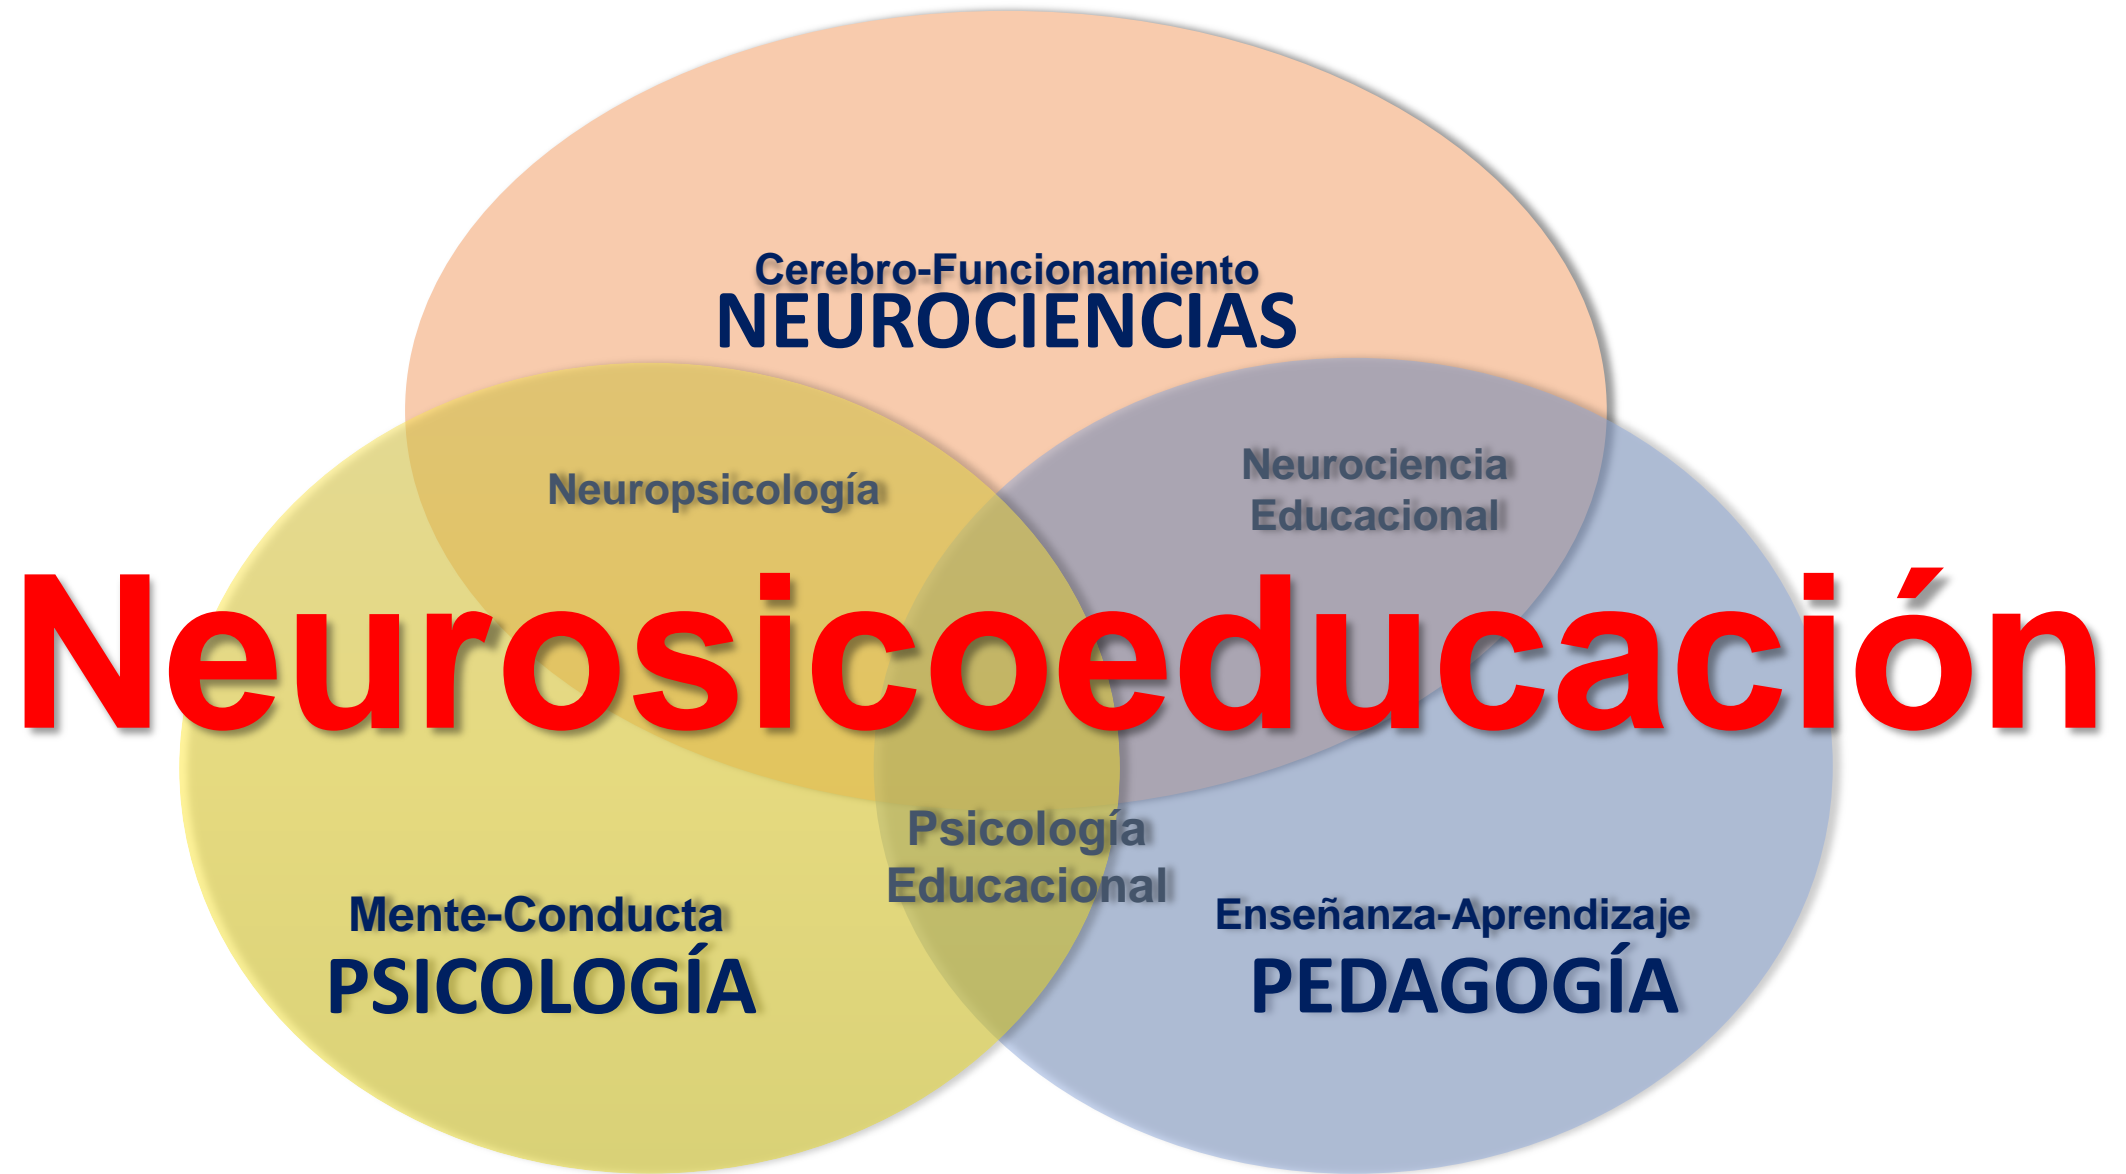 Cerebro-Funcionamiento
NEUROCIENCIAS
Neuropsicología
Neurociencia
Educacional
Neurosicoeducación
Psicología
Educacional
Mente-Conducta
PSICOLOGÍA
Enseñanza-Aprendizaje
PEDAGOGÍA